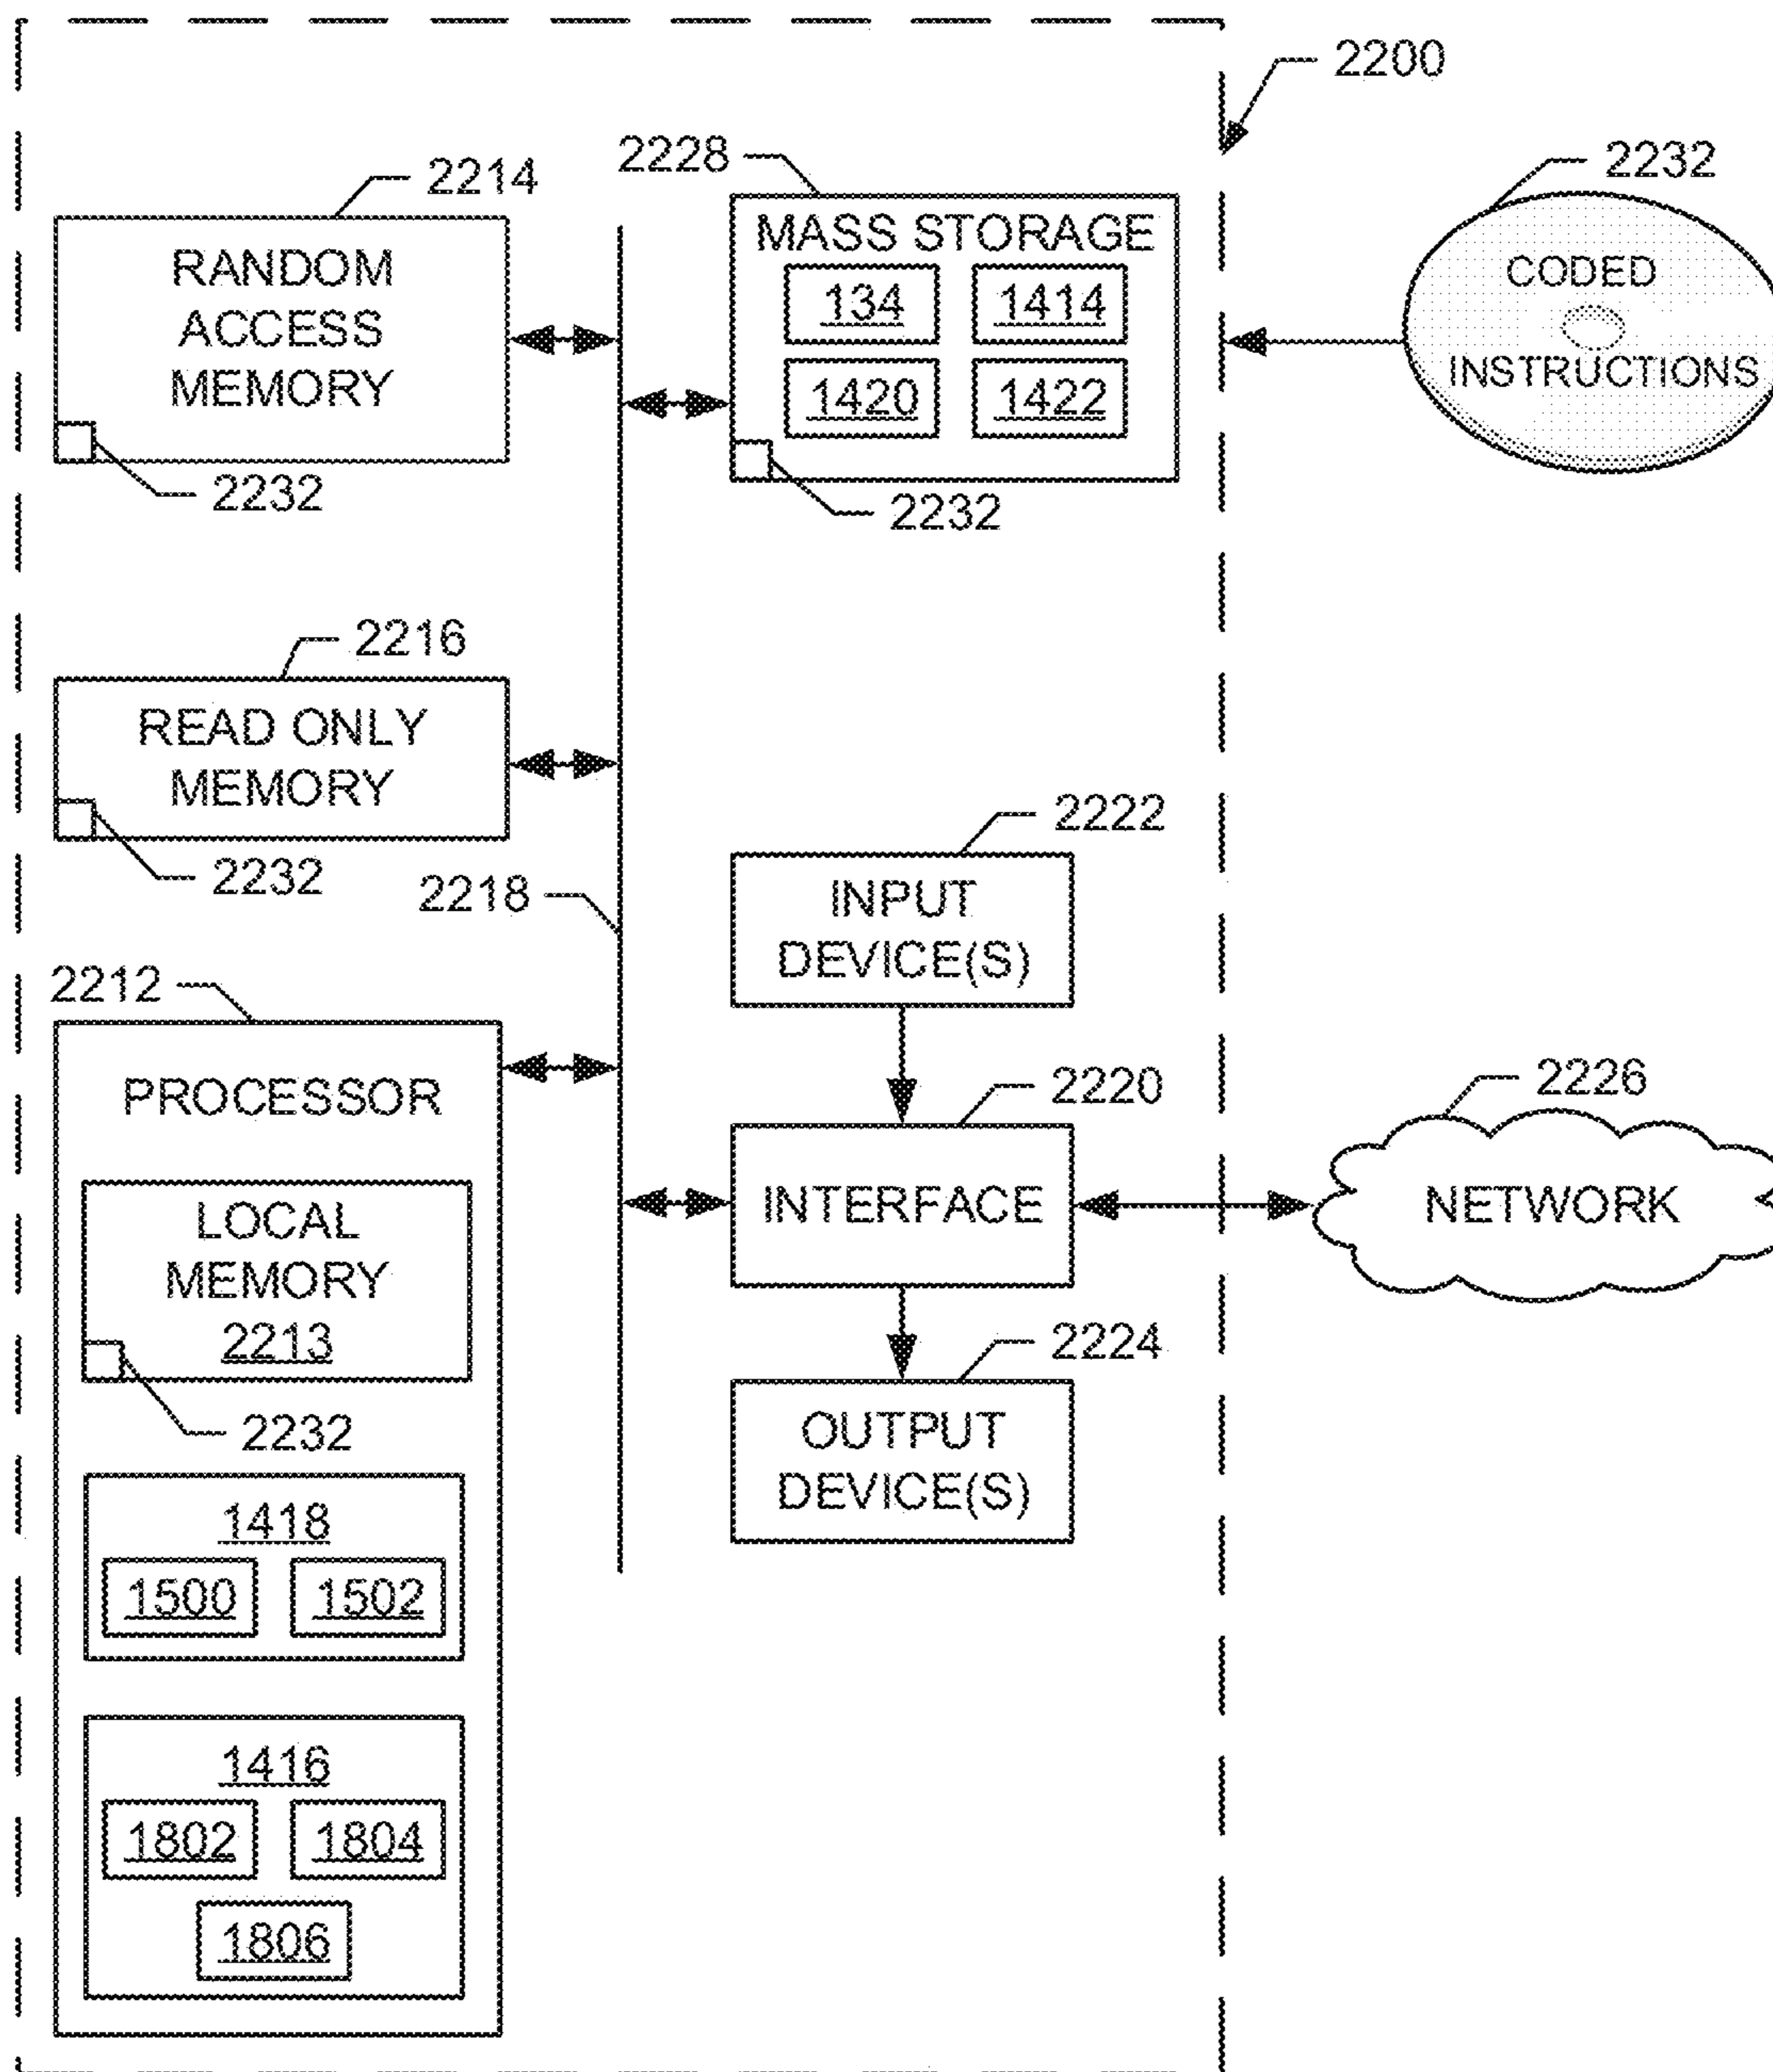 2200
2214
RANDOM
ACCESS
MEMORY
2232
2228
MASS STORAGE
134 1414
1420 1422
2232
2232
CODED
INSTRUCTIONS
2216
READ ONLY
MEMORY
2232
2218
2222
INPUT
DEVICE(S)
2212
PROCESSOR
LOCAL
MEMORY
2213
2232
1418
1500 1502
1416
1802 1804
1806
2220
INTERFACE
2226
NETWORK
2224
OUTPUT
DEVICE(S)